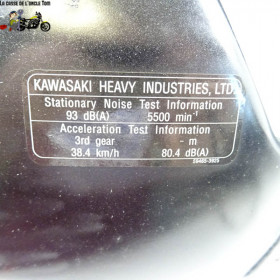 La casse de L'oncle Tom
KAWASAKI HEAVY INDUSTRIES, LTD.
Stationary Noise Test Information
93 dB(A) 5500 min⁻¹
Acceleration Test Information
3rd gear - m
38.4 km/h 80.4 dB(A)